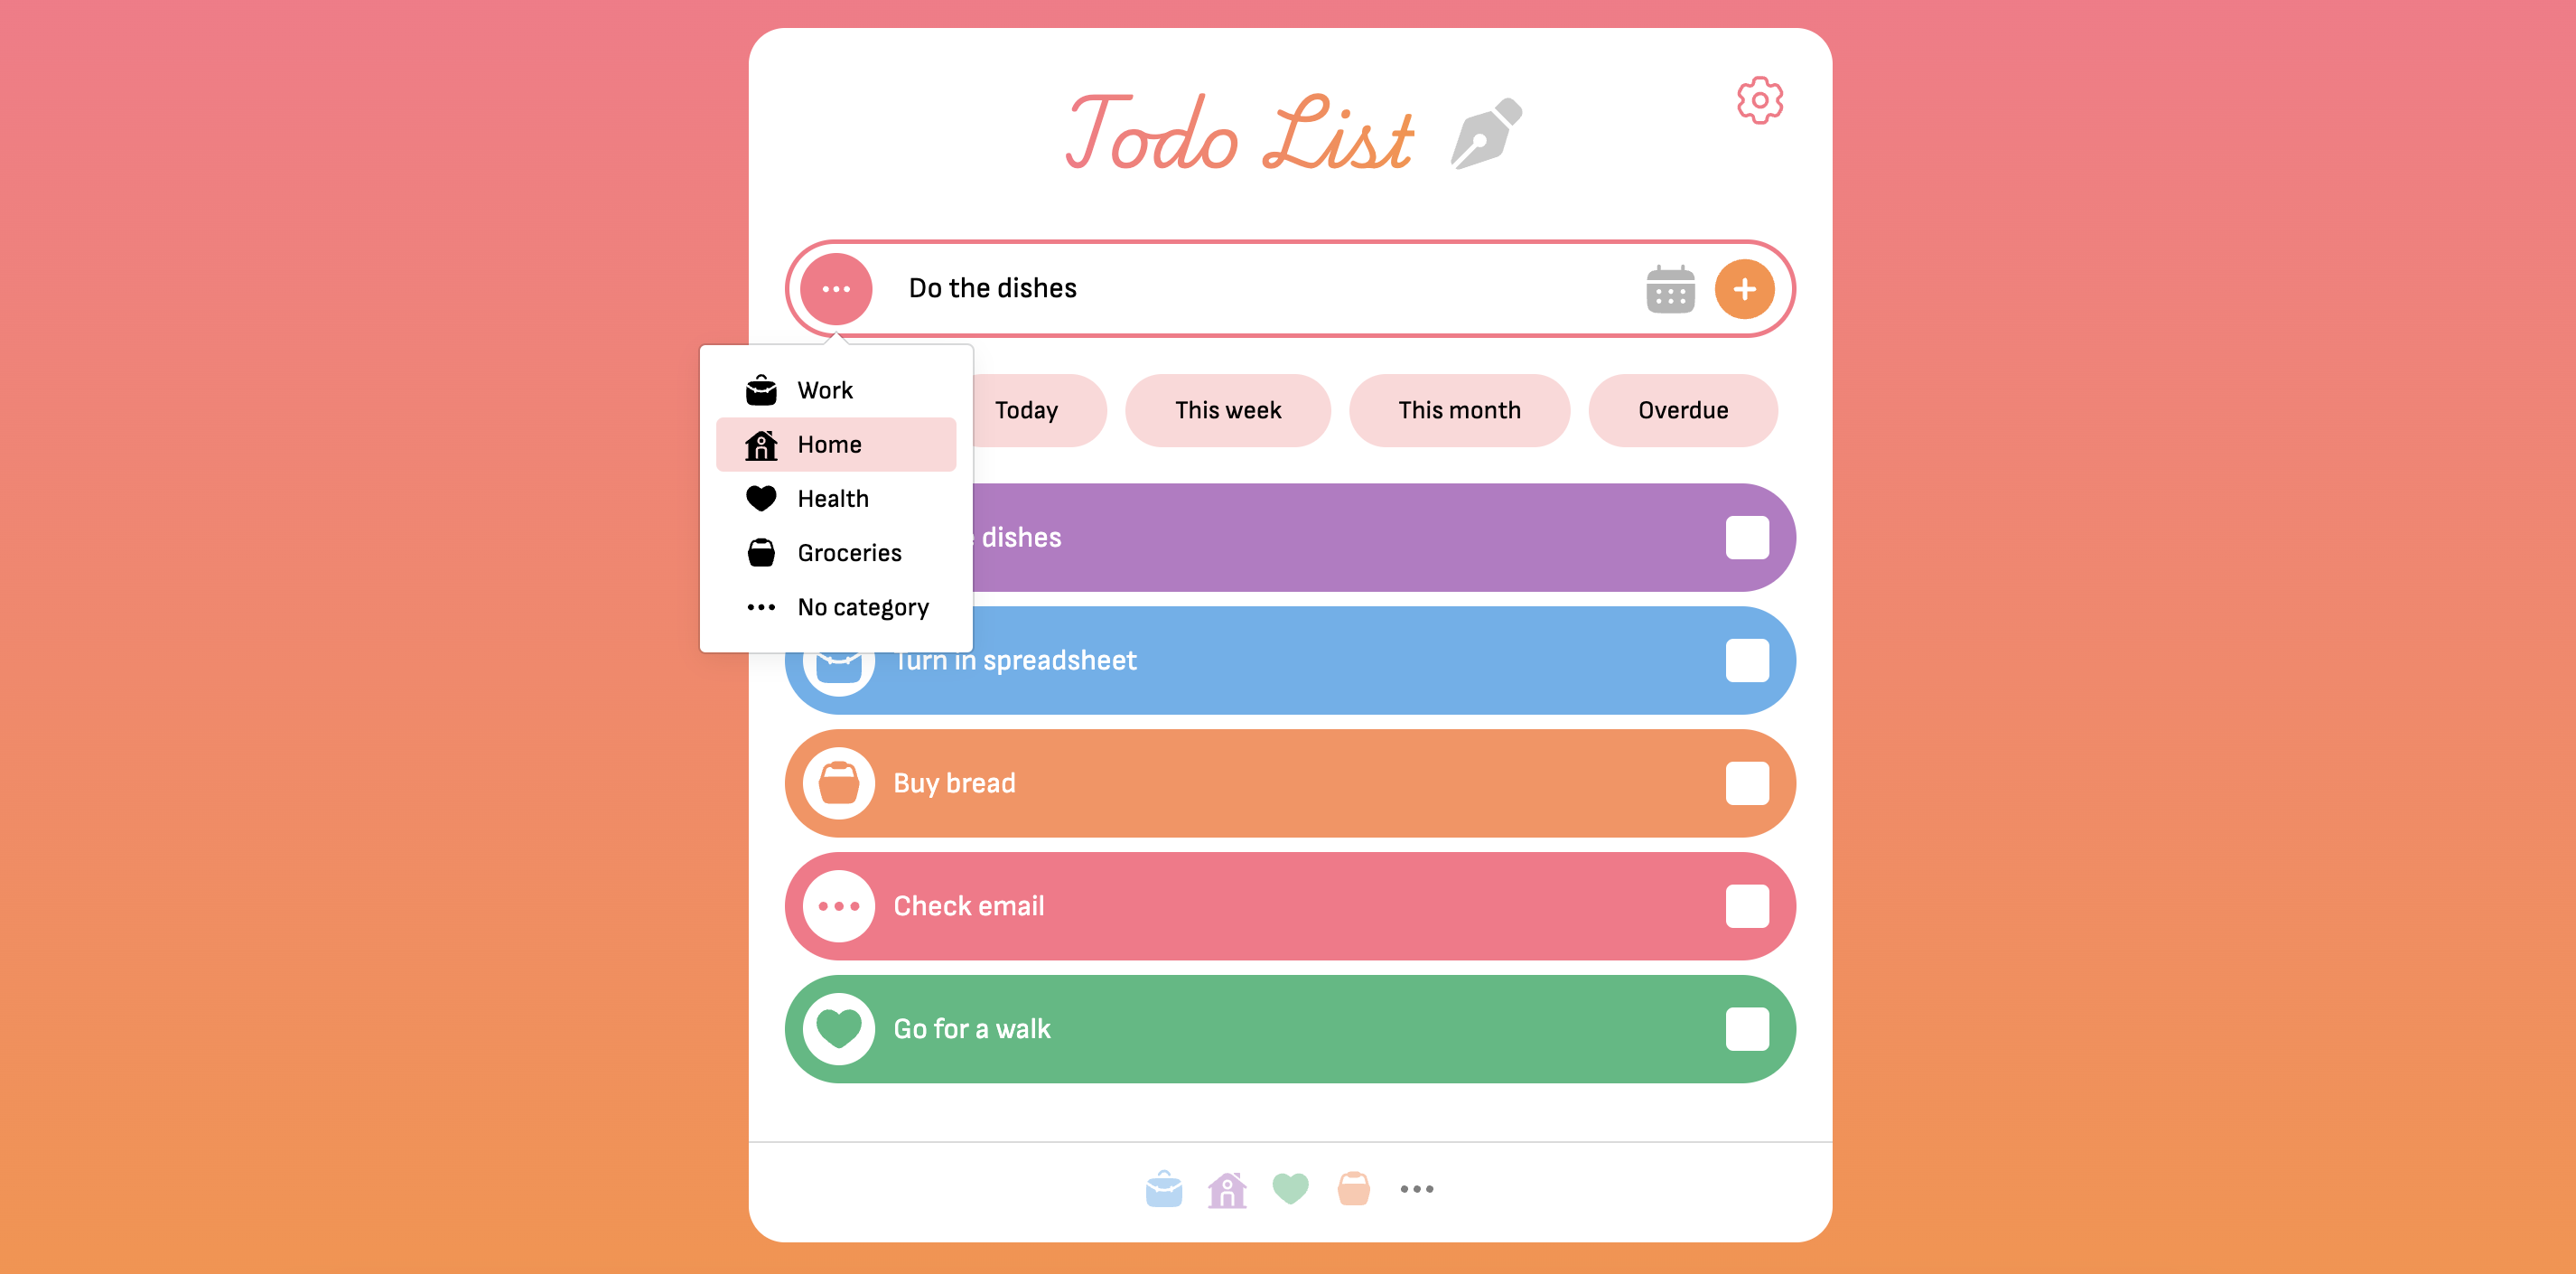 Todo List
Do the dishes
Work
Home
Health
Groceries
No category
Today
This week
This month
Overdue
dishes
Turn in spreadsheet
Buy bread
Check email
Go for a walk